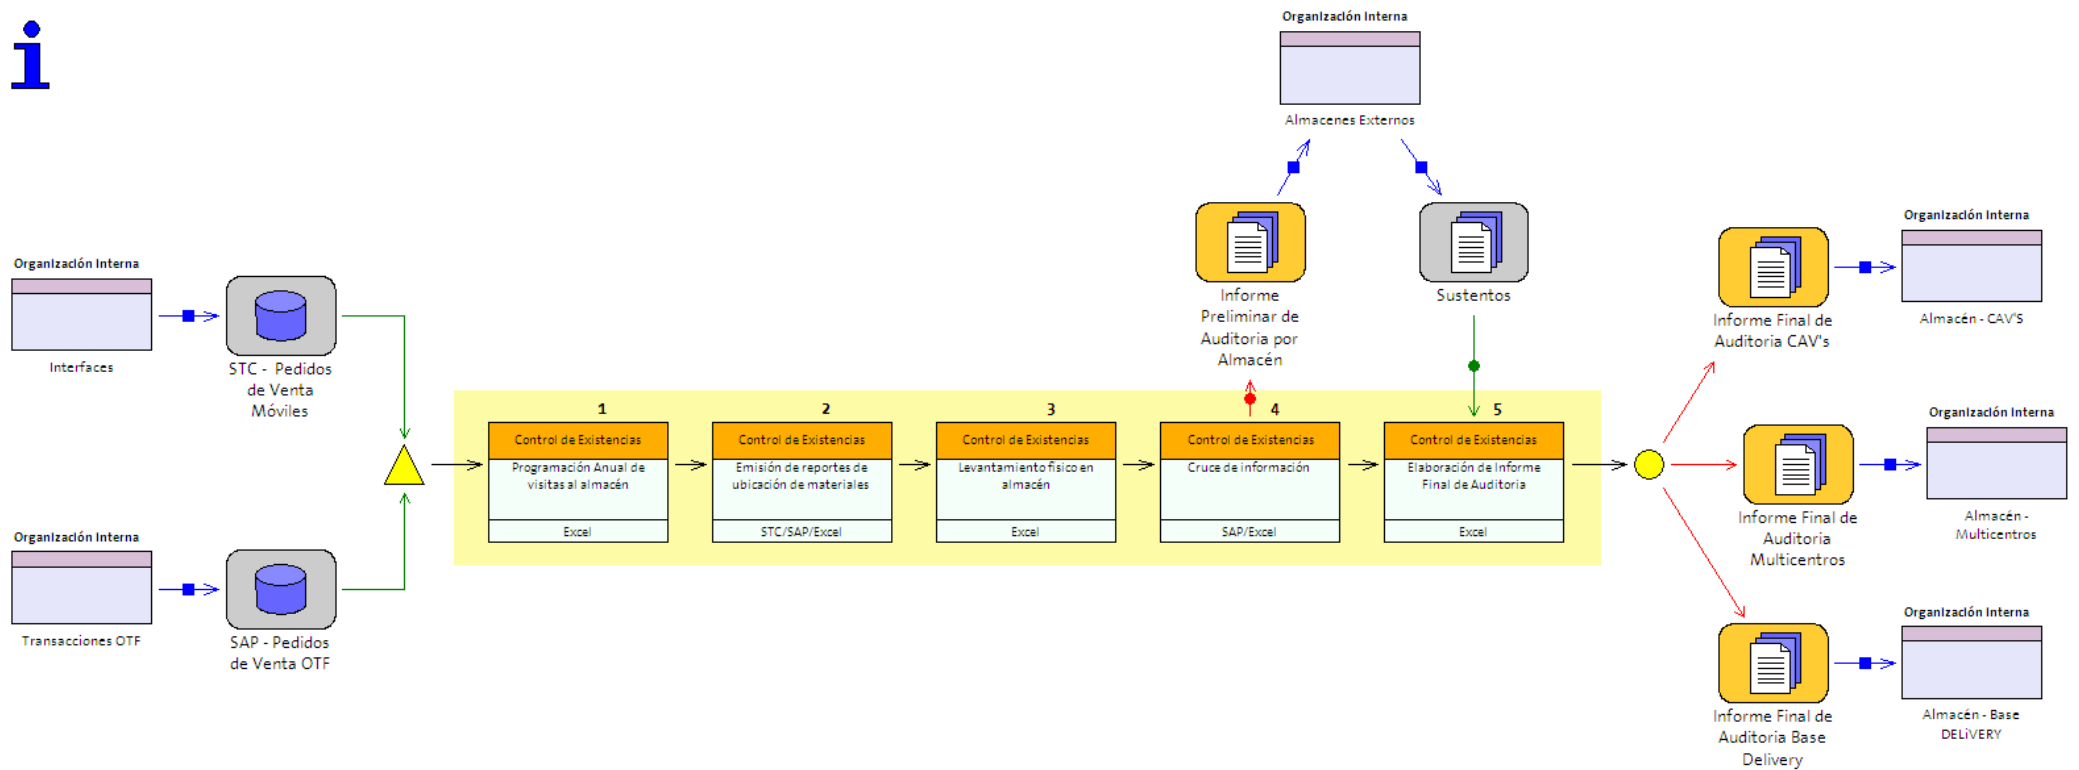 Organización Interna
Almacenes Externos
Organización Interna
Interfaces
STC - Pedidos
de Venta
Móviles
Organización Interna
Transacciones OTF
SAP - Pedidos
de Venta OTF
1
Control de Existencias
Programación Anual de
visitas al almacén
Excel
2
Control de Existencias
Emisión de reportes de
ubicación de materiales
STC/SAP/Excel
3
Control de Existencias
Levantamiento físico en
almacén
Excel
Informe
Preliminar de
Auditoria por
Almacén
4
Control de Existencias
Cruce de información
SAP/Excel
Sustentos
5
Control de Existencias
Elaboración de Informe
Final de Auditoria
Excel
Informe Final de
Auditoria CAV's
Organización Interna
Almacén - CAV'S
Informe Final de
Auditoria
Multicentros
Organización Interna
Almacén -
Multicentros
Informe Final de
Auditoria Base
Delivery
Organización Interna
Almacén - Base
DELiVERY